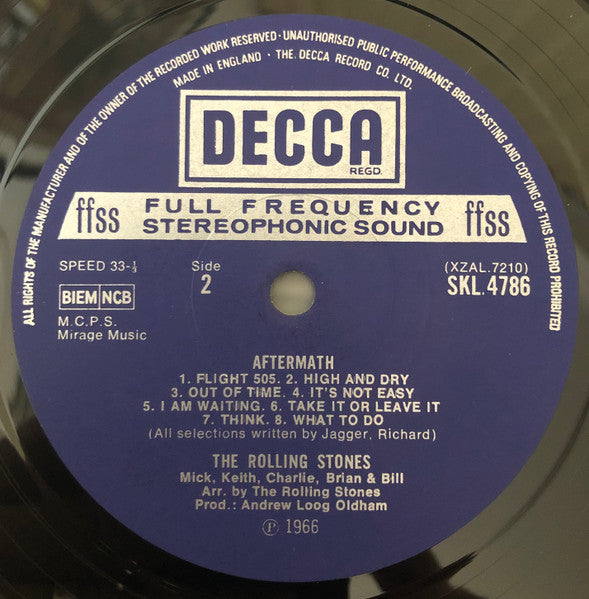 ALL RIGHTS OF THE MANUFACTURER AND OF THE OWNER OF THE RECORDED WORK RESERVED · UNAUTHORISED PUBLIC PERFORMANCE BROADCASTING AND COPYING OF THIS RECORD PROHIBITED
MADE IN ENGLAND · THE DECCA RECORD CO. LTD.
DECCA
REGD.
ffss FULL FREQUENCY ffss
STEREOPHONIC SOUND
SPEED 33-⅓ Side (XZAL.7210)
2 SKL.4786
BIEM NCB
M.C.P.S.
Mirage Music
AFTERMATH
1. FLIGHT 505. 2. HIGH AND DRY
3. OUT OF TIME. 4. IT'S NOT EASY
5. I AM WAITING. 6. TAKE IT OR LEAVE IT
7. THINK. 8. WHAT TO DO
(All selections written by Jagger, Richard)
THE ROLLING STONES
Mick, Keith, Charlie, Brian & Bill
Arr. by The Rolling Stones
Prod.: Andrew Loog Oldham
℗ 1966